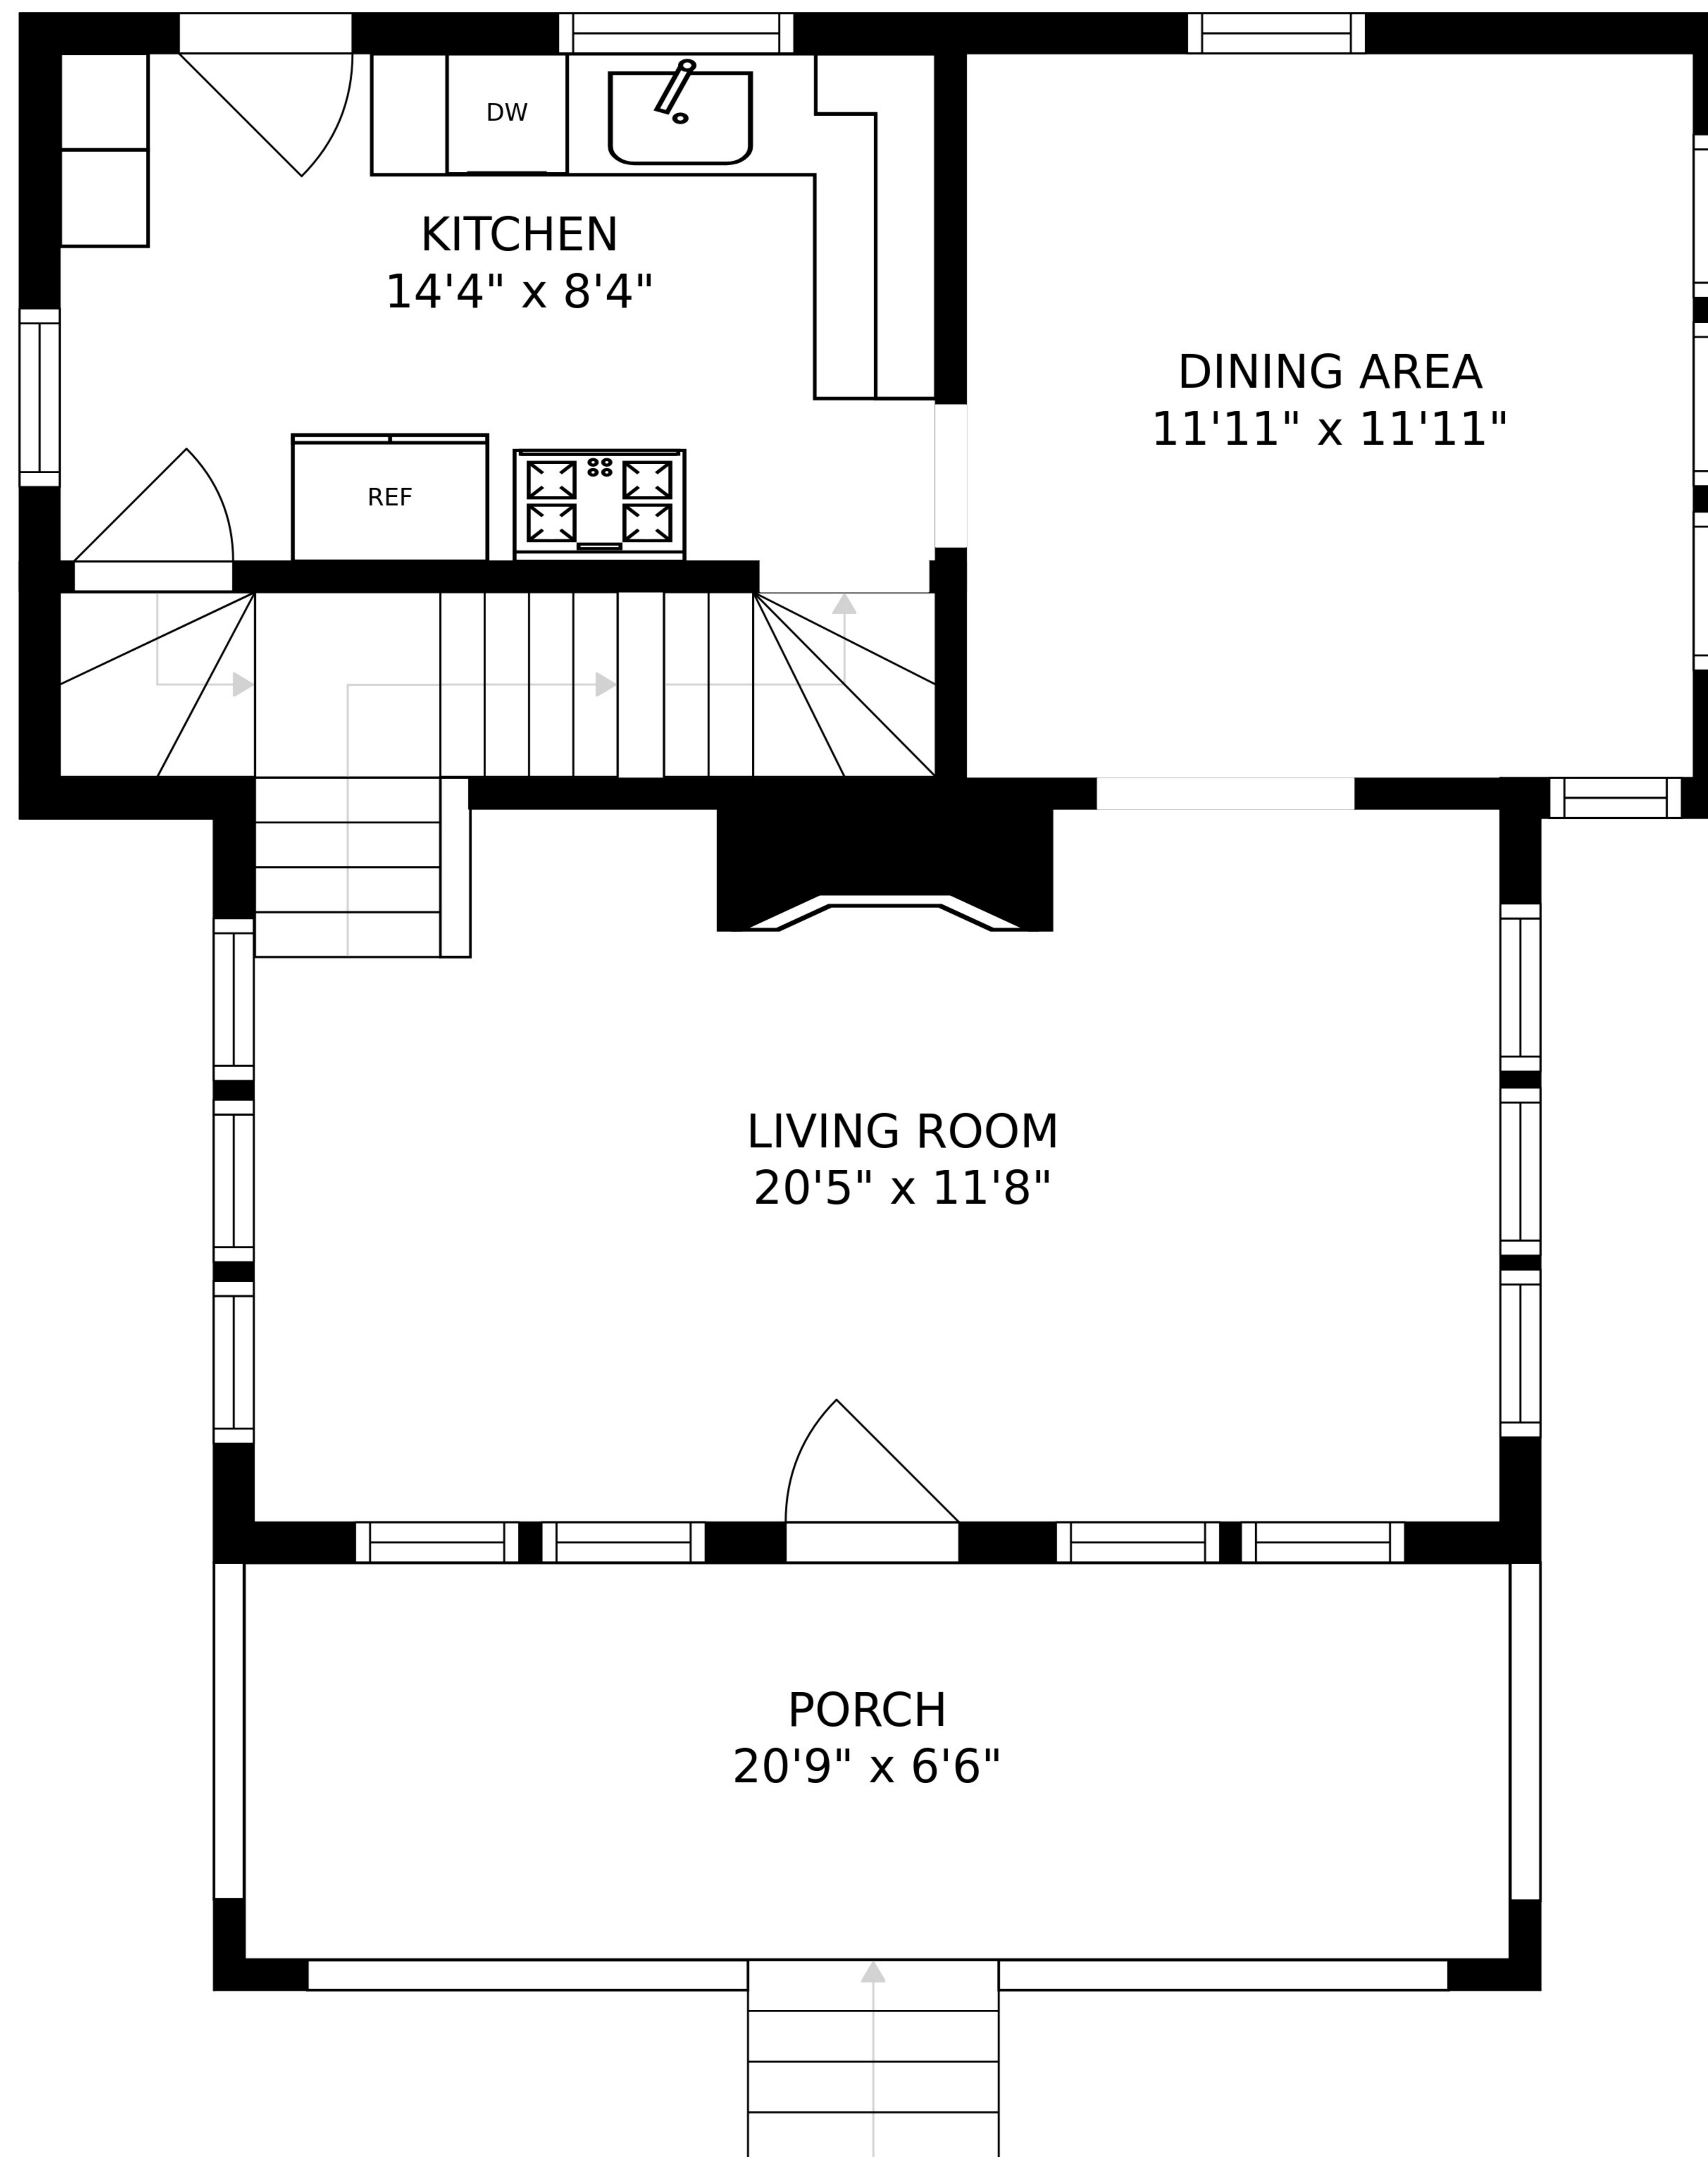 DW
KITCHEN
14'4" x 8'4"
DINING AREA
11'11" x 11'11"
REF
LIVING ROOM
20'5" x 11'8"
PORCH
20'9" x 6'6"